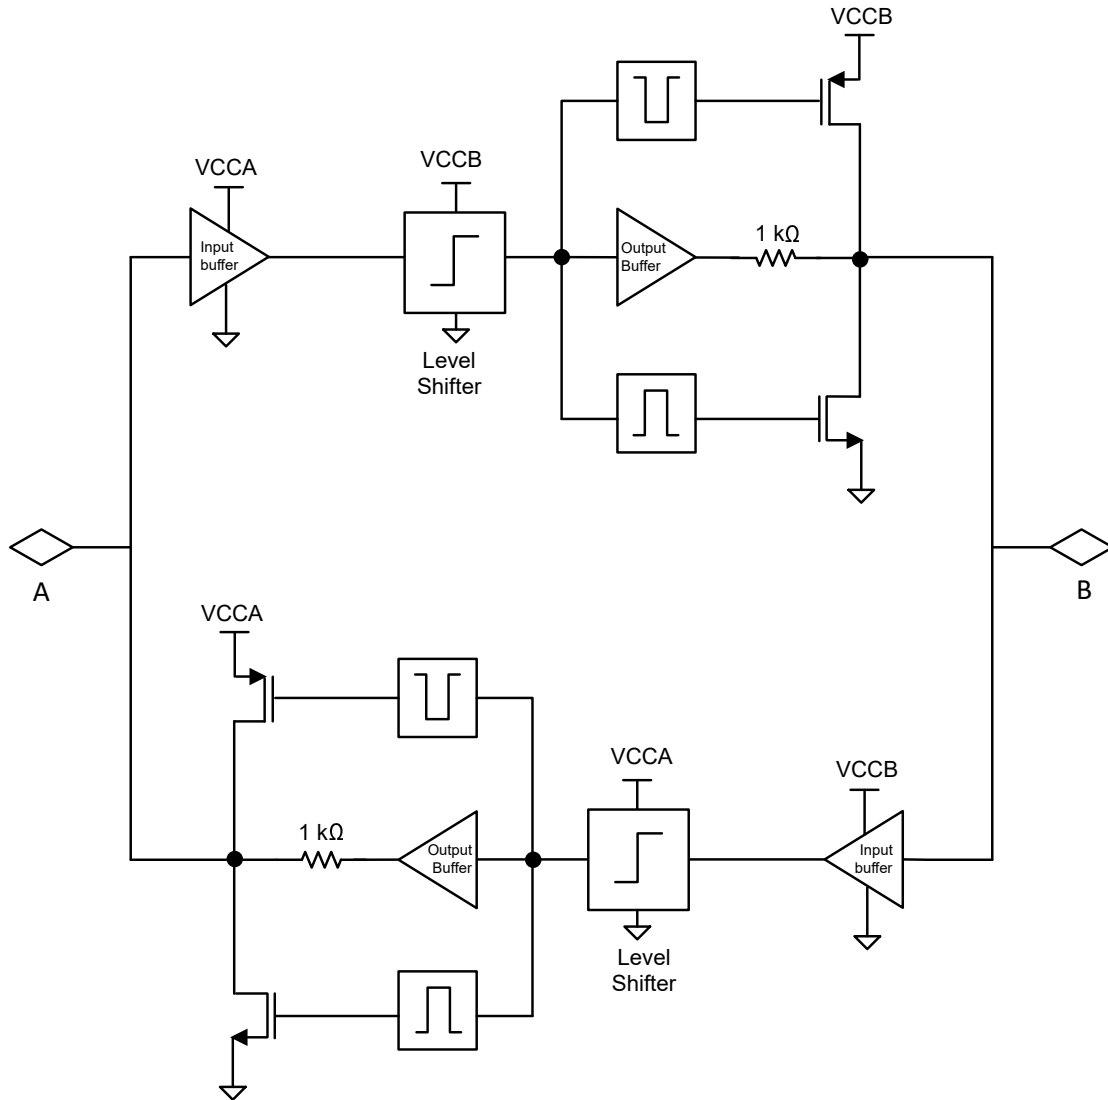 VCCB
VCCA
VCCB
Input
buffer
Output
Buffer
1 kΩ
Level
Shifter
A
B
VCCA
VCCA
VCCB
1 kΩ
Output
Buffer
Input
buffer
Level
Shifter